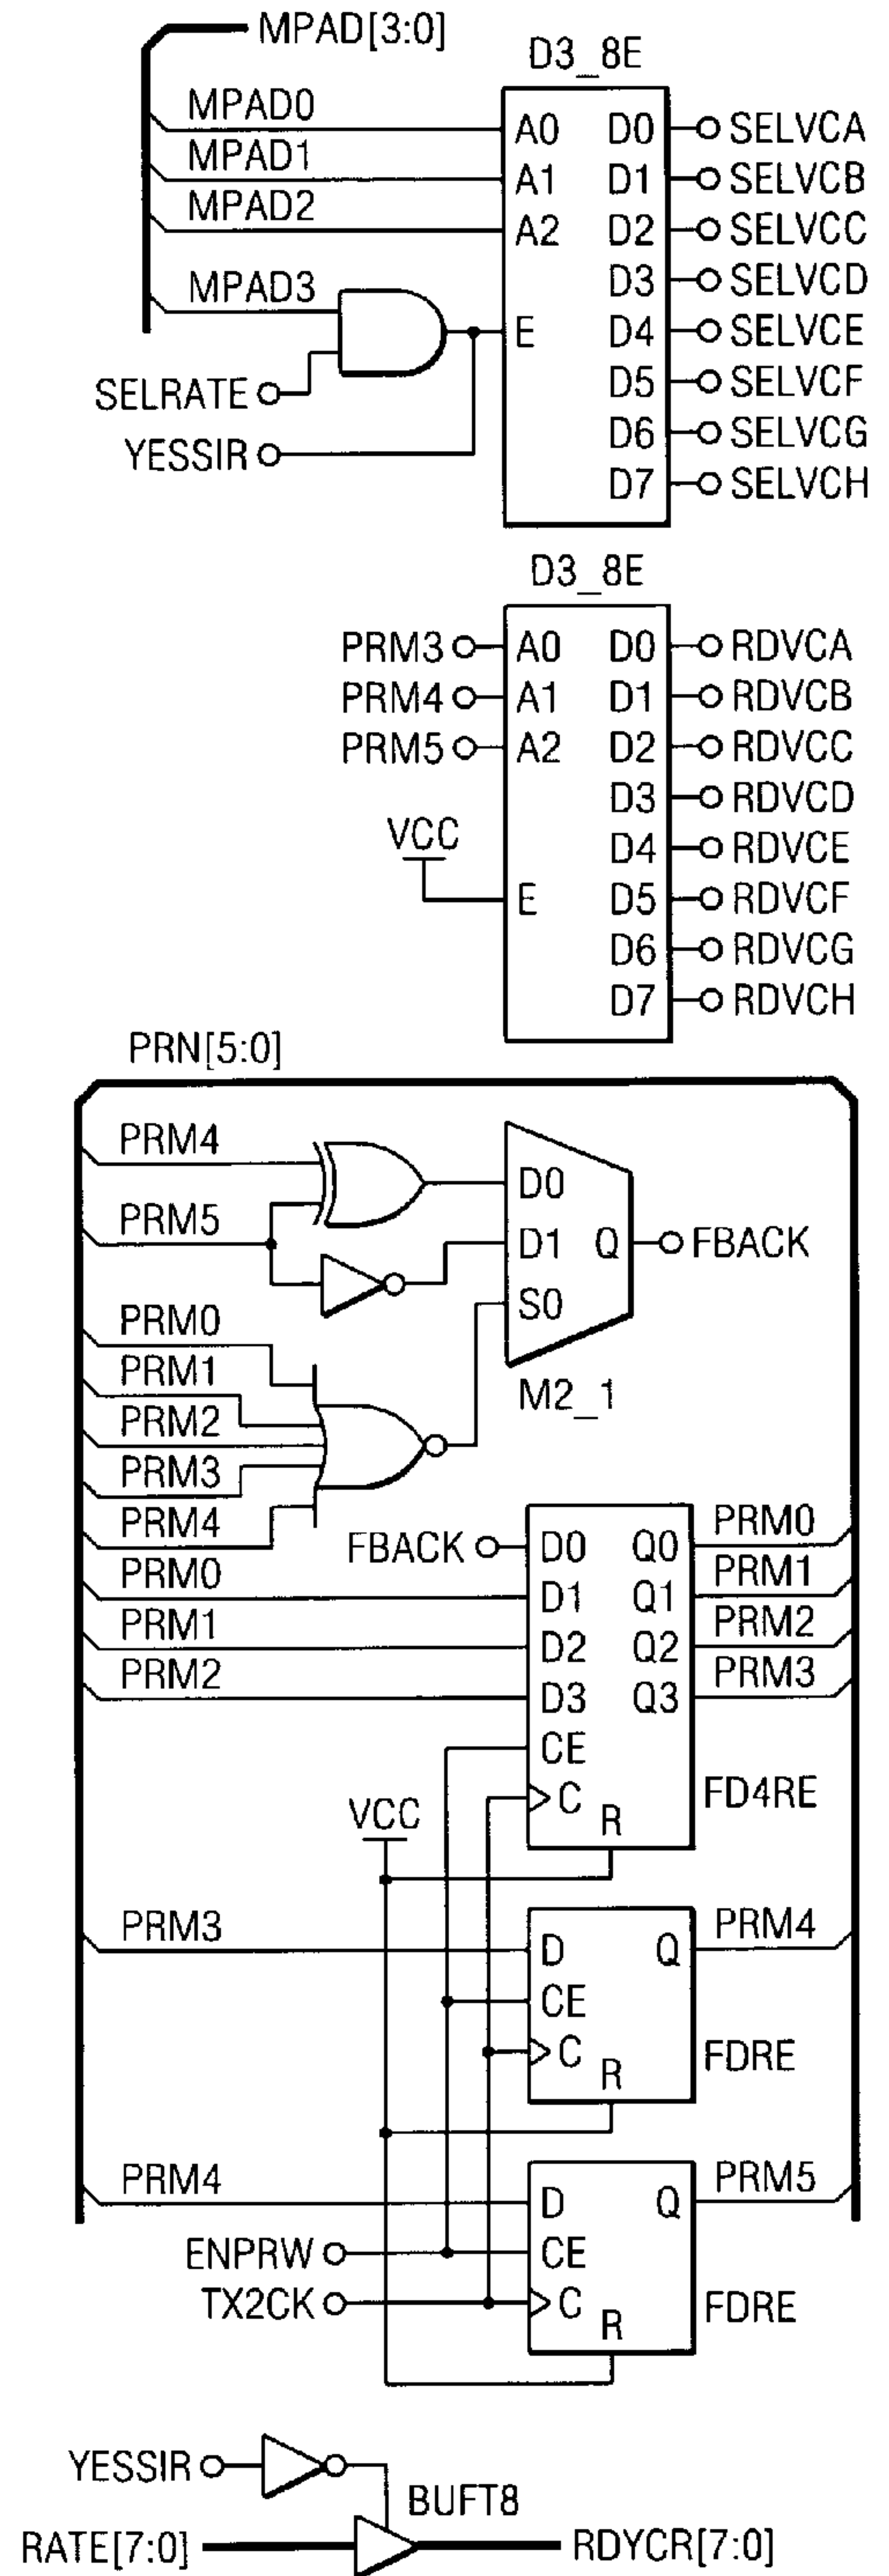 MPAD[3:0]
D3_8E
MPAD0
A0 D0 SELVCA
MPAD1
A1 D1 SELVCB
MPAD2
A2 D2 SELVCC
D3 SELVCD
MPAD3
E D4 SELVCE
SELRATE
D5 SELVCF
YESSIR
D6 SELVCG
D7 SELVCH
D3_8E
PRM3 A0 D0 RDVCA
PRM4 A1 D1 RDVCB
PRM5 A2 D2 RDVCC
D3 RDVCD
VCC
D4 RDVCE
E D5 RDVCF
D6 RDVCG
D7 RDVCH
PRN[5:0]
PRM4
D0
PRM5
D1 Q FBACK
S0
PRM0
PRM1
M2_1
PRM2
PRM3
PRM4
FBACK D0 Q0 PRM0
PRM0
D1 Q1 PRM1
PRM1
D2 Q2 PRM2
PRM2
D3 Q3 PRM3
CE
C
R
FD4RE
VCC
PRM3
D Q PRM4
CE
C
R
FDRE
PRM4
D Q PRM5
ENPRW CE
TX2CK C
R
FDRE
YESSIR
BUFT8
RATE[7:0] RDYCR[7:0]